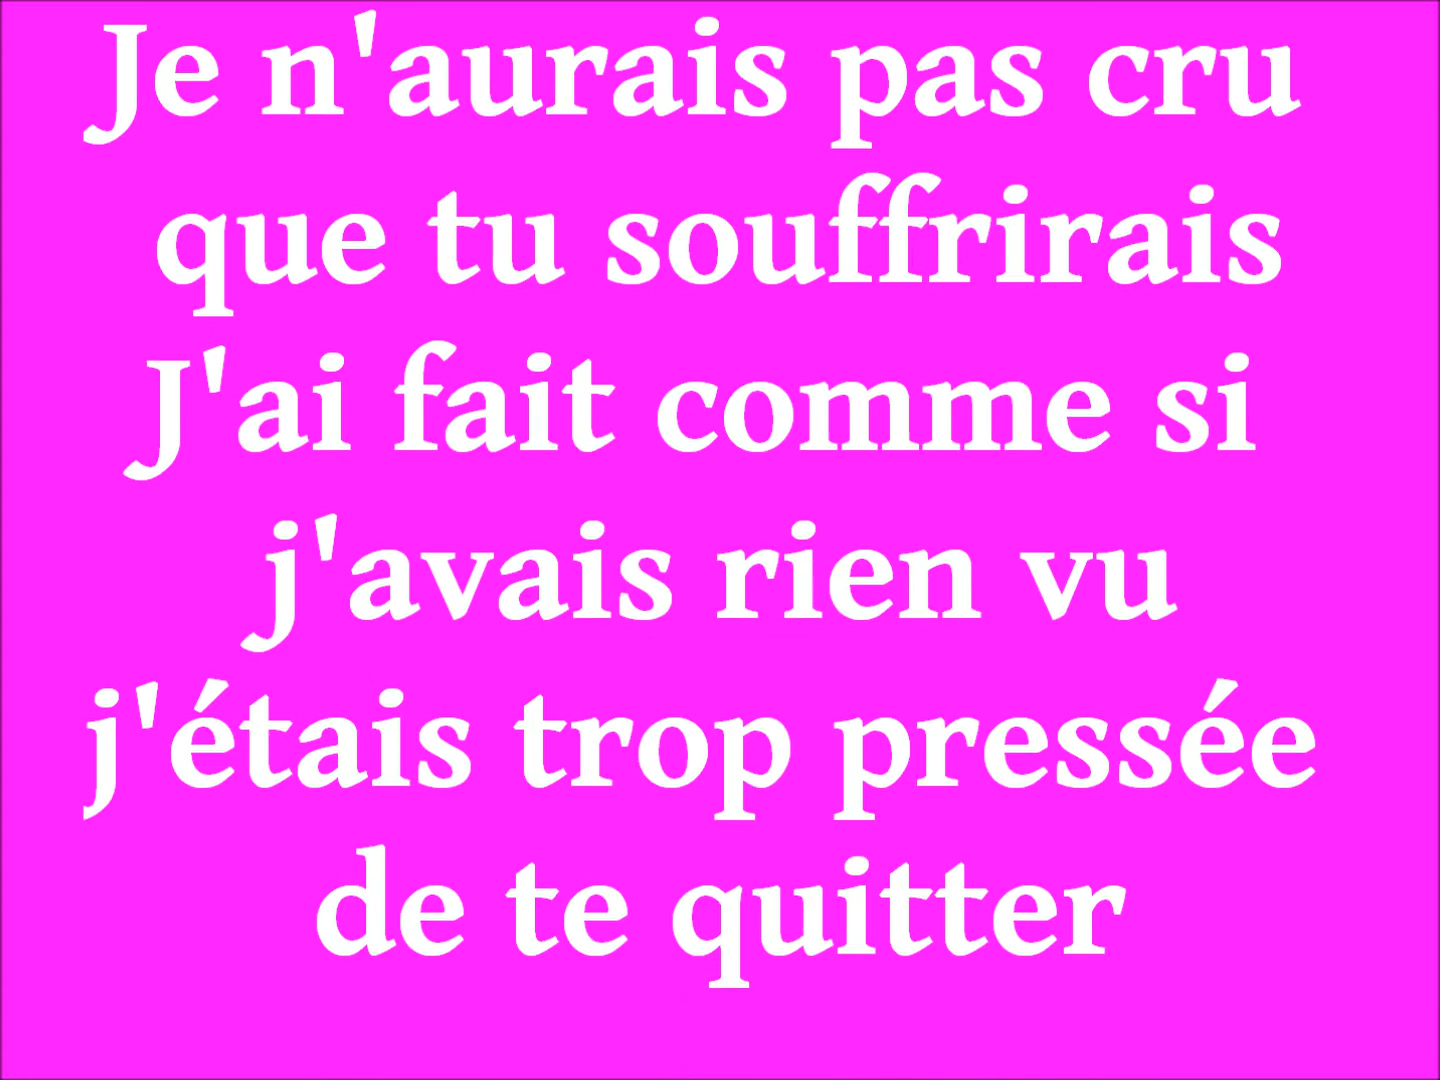 Je n'aurais pas cru
que tu souffrirais
J'ai fait comme si
j'avais rien vu
j'étais trop pressée
de te quitter